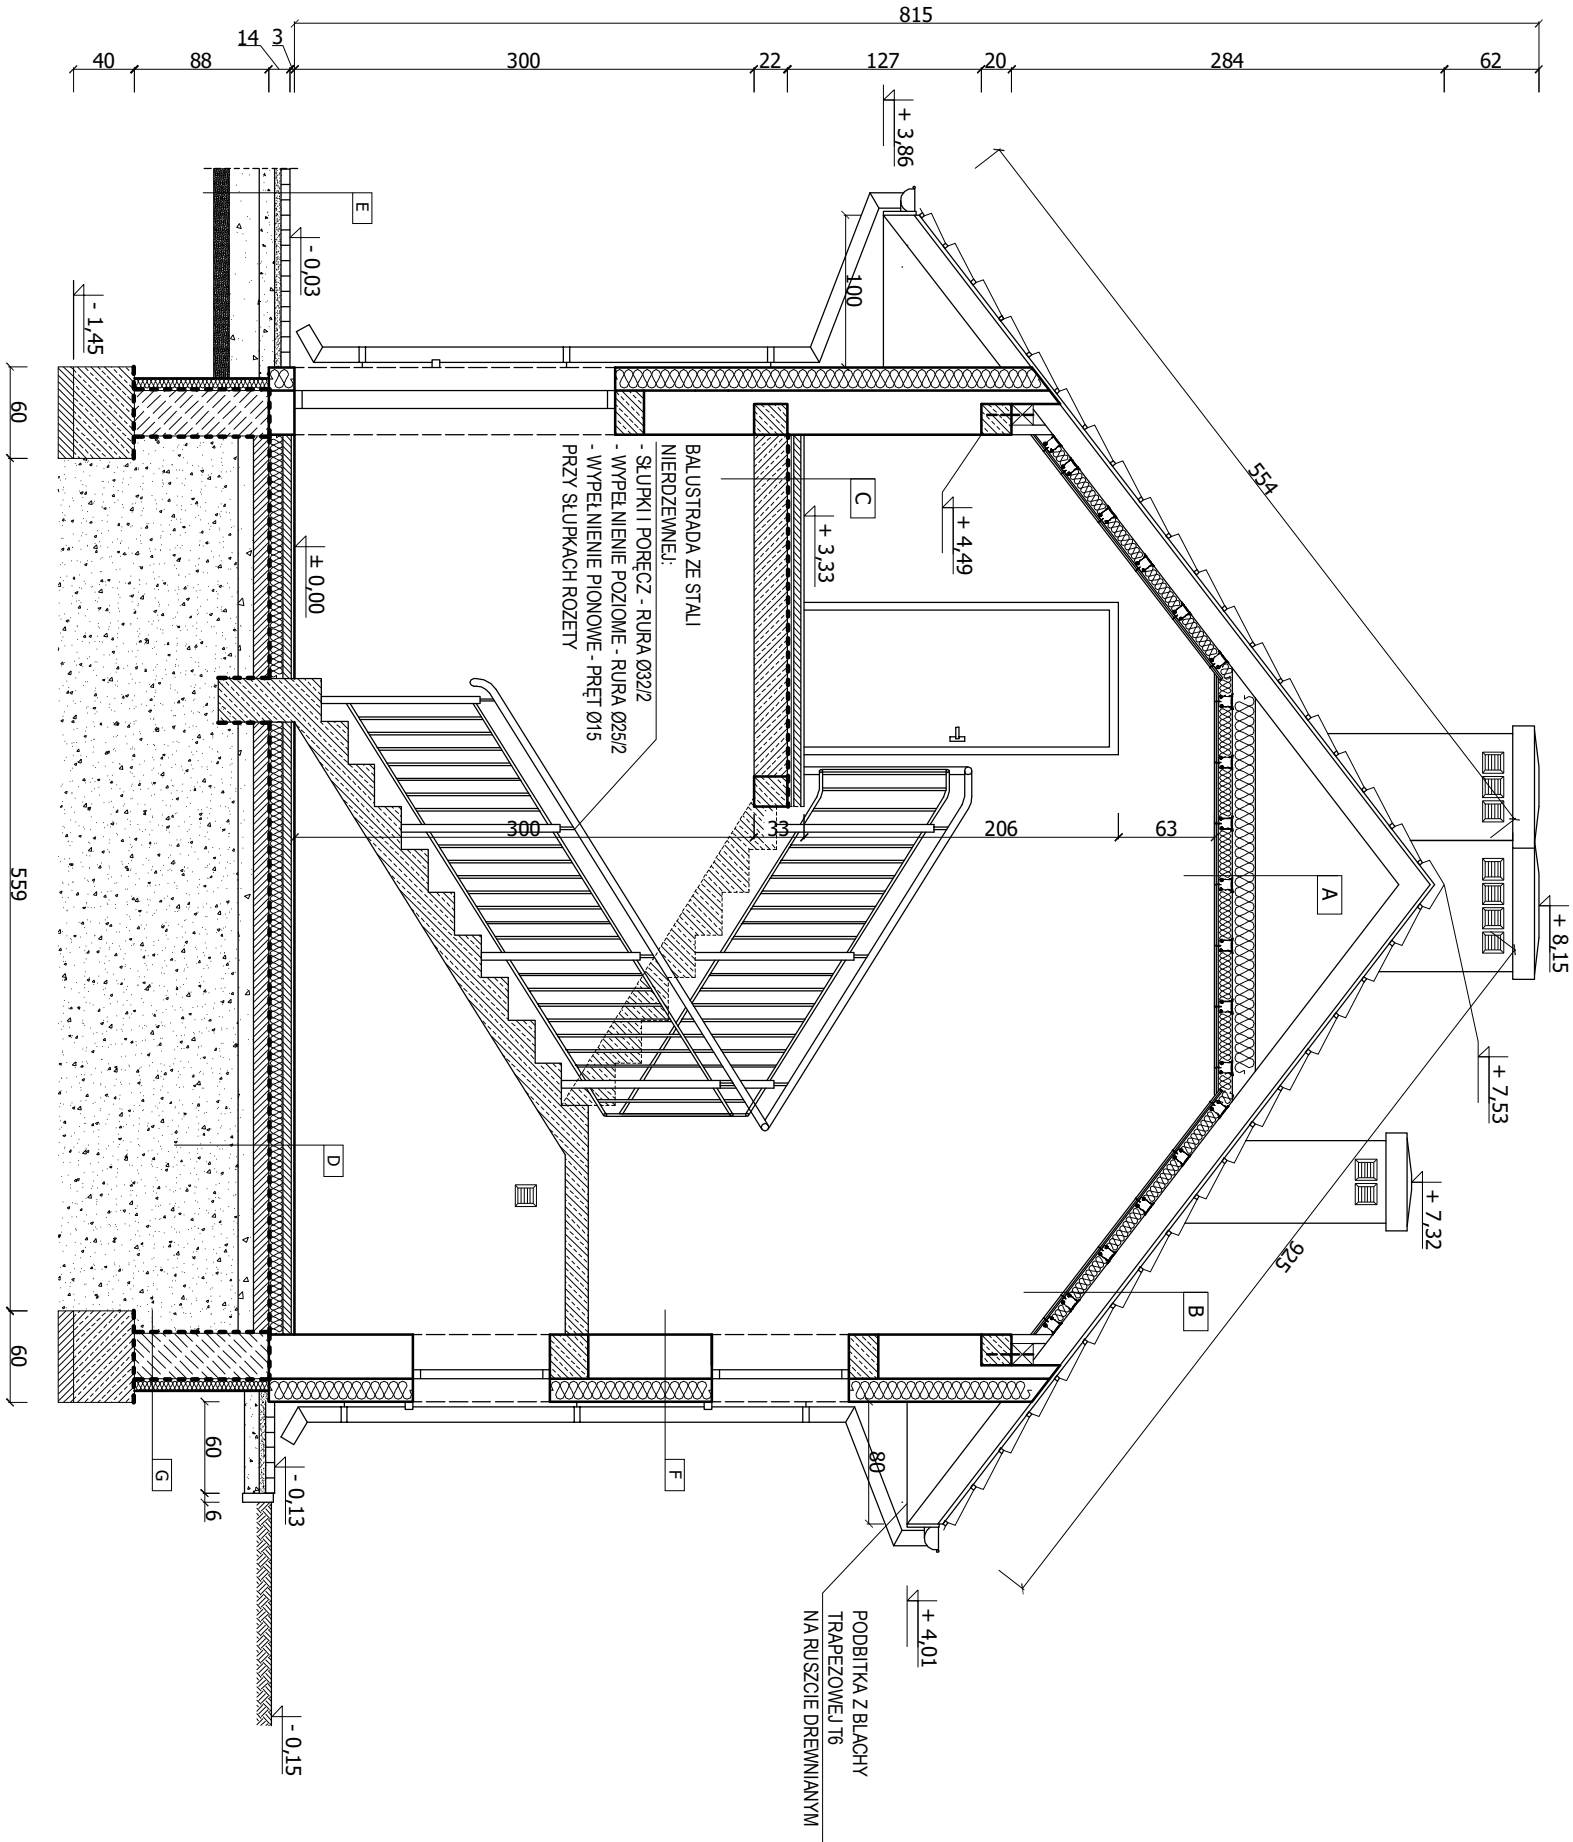 815
40
88
14
3
300
22
127
20
284
62
+ 3,86
E
- 0,03
- 1,45
100
554
60
559
60
BALUSTRADA ZE STALI
NIERDZEWNEJ:
- SŁUPKI I PORĘCZ - RURA Ø32/2
- WYPEŁNIENIE POZIOME - RURA Ø25/2
- WYPEŁNIENIE PIONOWE - PRĘT Ø15
PRZY SŁUPKACH ROZETY
C
+ 3,33
+ 4,49
± 0,00
300
33
206
63
A
+ 8,15
+ 7,53
+ 7,32
925
B
D
F
G
80
60
6
- 0,13
- 0,15
+ 4,01
PODBITKA Z BLACHY
TRAPEZOWEJ T6
NA RUSZCIE DREWNIANYM